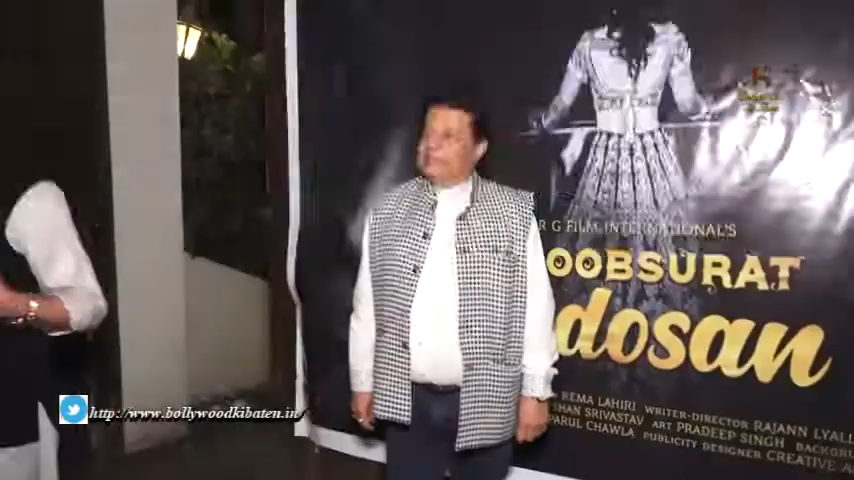 R G FILM INTERNATIONAL'S
OOBSURAT
dosan
REMA LAHIRI WRITER-DIRECTOR RAJANN LYALL
SHAN SRIVASTAV ART PRADEEP SINGH BACKGRO
PARUL CHAWLA PUBLICITY DESIGNER CREATIVE A
http://www.bollywoodkibaten.in/